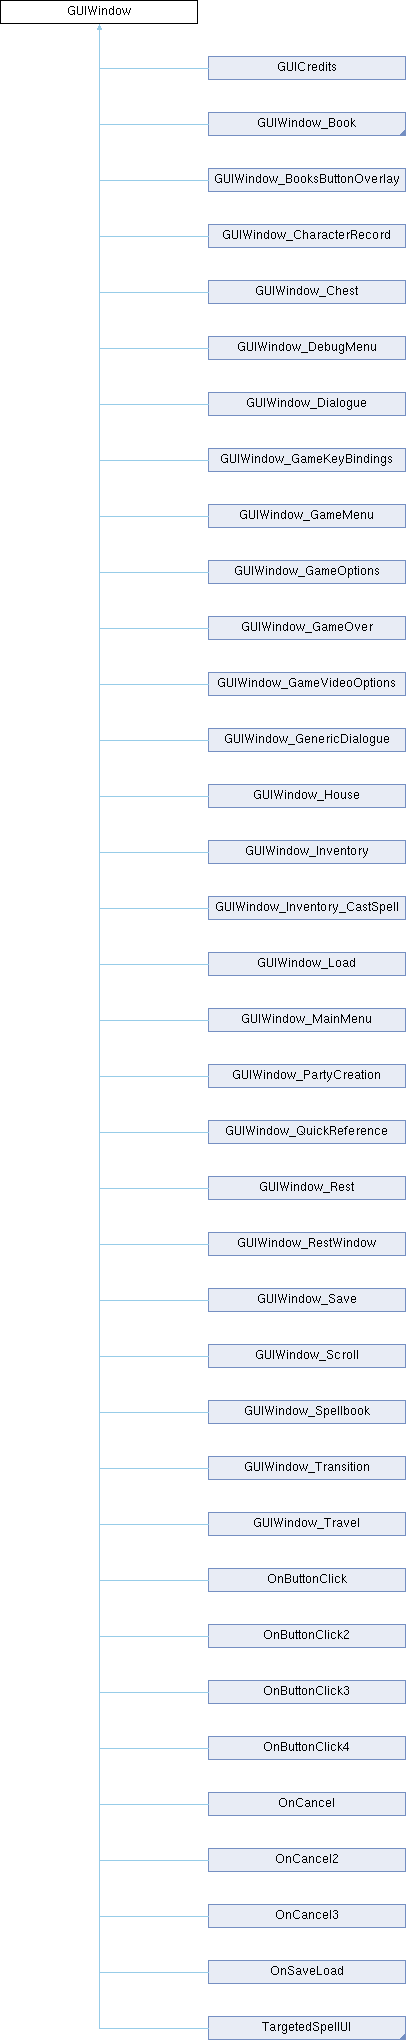 GUIWindow
GUICredits
GUIWindow_Book
GUIWindow_BooksButtonOverlay
GUIWindow_CharacterRecord
GUIWindow_Chest
GUIWindow_DebugMenu
GUIWindow_Dialogue
GUIWindow_GameKeyBindings
GUIWindow_GameMenu
GUIWindow_GameOptions
GUIWindow_GameOver
GUIWindow_GameVideoOptions
GUIWindow_GenericDialogue
GUIWindow_House
GUIWindow_Inventory
GUIWindow_Inventory_CastSpell
GUIWindow_Load
GUIWindow_MainMenu
GUIWindow_PartyCreation
GUIWindow_QuickReference
GUIWindow_Rest
GUIWindow_RestWindow
GUIWindow_Save
GUIWindow_Scroll
GUIWindow_Spellbook
GUIWindow_Transition
GUIWindow_Travel
OnButtonClick
OnButtonClick2
OnButtonClick3
OnButtonClick4
OnCancel
OnCancel2
OnCancel3
OnSaveLoad
TargetedSpellUI